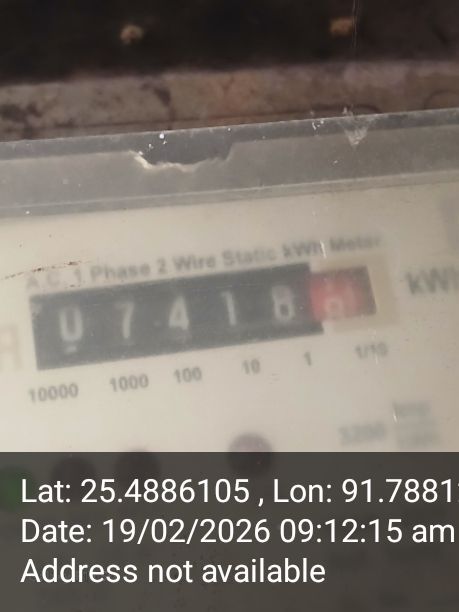 A.C. 1 Phase 2 Wire Static kWh Meter
07418
kWh
10000 1000 100 10 1 1/10
3200
Lat: 25.4886105 , Lon: 91.7881
Date: 19/02/2026 09:12:15 am
Address not available